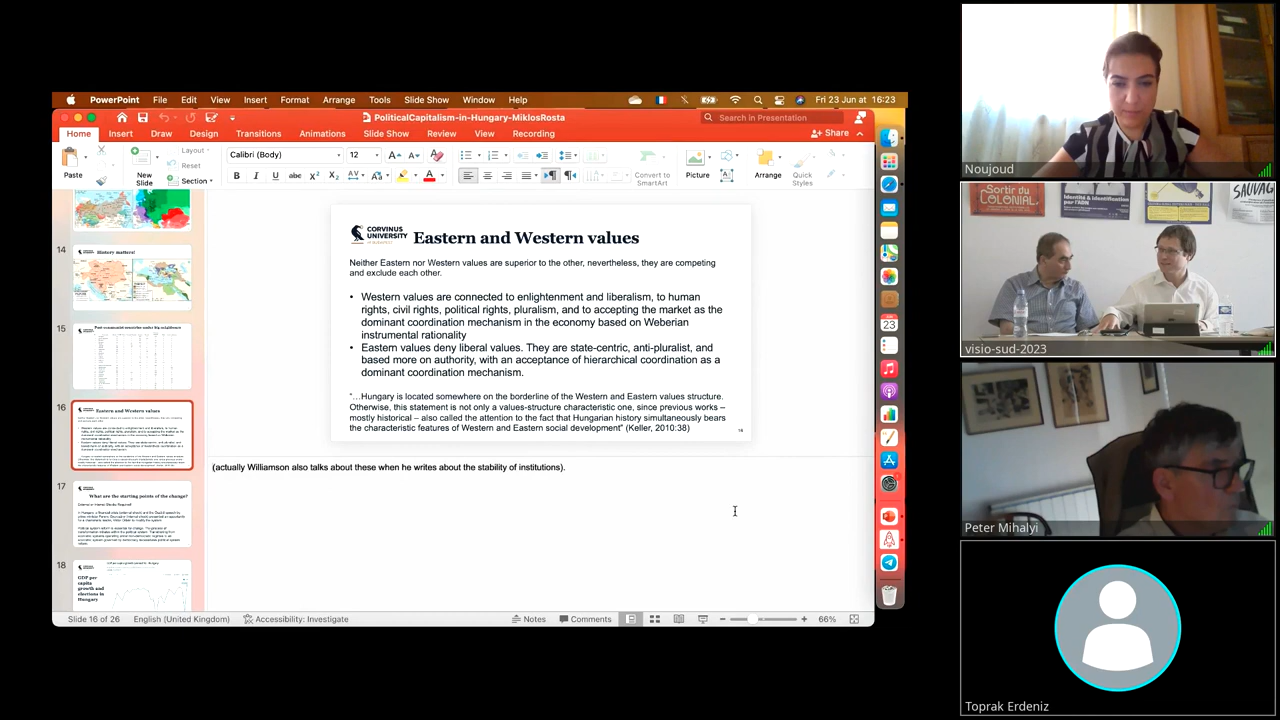 PowerPoint File Edit View Insert Format Arrange Tools Slide Show Window Help Fri 23 Jun at 16:23
PoliticalCapitalism-in-Hungary-MiklosRosta
Search in Presentation
Home Insert Draw Design Transitions Animations Slide Show Review View Recording
Share
Paste
New
Slide
Layout
Reset
Section
Calibri (Body)
12
Convert to
SmartArt
Picture
Arrange
Quick
Styles
14
History matters!
15
16
Eastern and Western values
17
What are the starting points of the change?
18
GDP per
capita
growth and
elections in
Hungary
CORVINUS
UNIVERSITY
Eastern and Western values
Neither Eastern nor Western values are superior to the other, nevertheless, they are competing
and exclude each other.
• Western values are connected to enlightenment and liberalism, to human
rights, civil rights, political rights, pluralism, and to accepting the market as the
dominant coordination mechanism in the economy based on Weberian
instrumental rationality
• Eastern values deny liberal values. They are state-centric, anti-pluralist, and
based more on authority, with an acceptance of hierarchical coordination as a
dominant coordination mechanism.
"…Hungary is located somewhere on the borderline of the Western and Eastern values structure.
Otherwise, this statement is not only a values-structure characteristic one, since previous works –
mostly historical – also called the attention to the fact that Hungarian history simultaneously bears
the characteristic features of Western and Eastern social development" (Keller, 2010:38)
16
(actually Williamson also talks about these when he writes about the stability of institutions).
Slide 16 of 26 English (United Kingdom) Accessibility: Investigate Notes Comments 66%
23
Noujoud
Sortir du
COLONIAL
Identité & identification
par l'ADN
SAUVAG
visio-sud-2023
Peter Mihalyi
Toprak Erdeniz